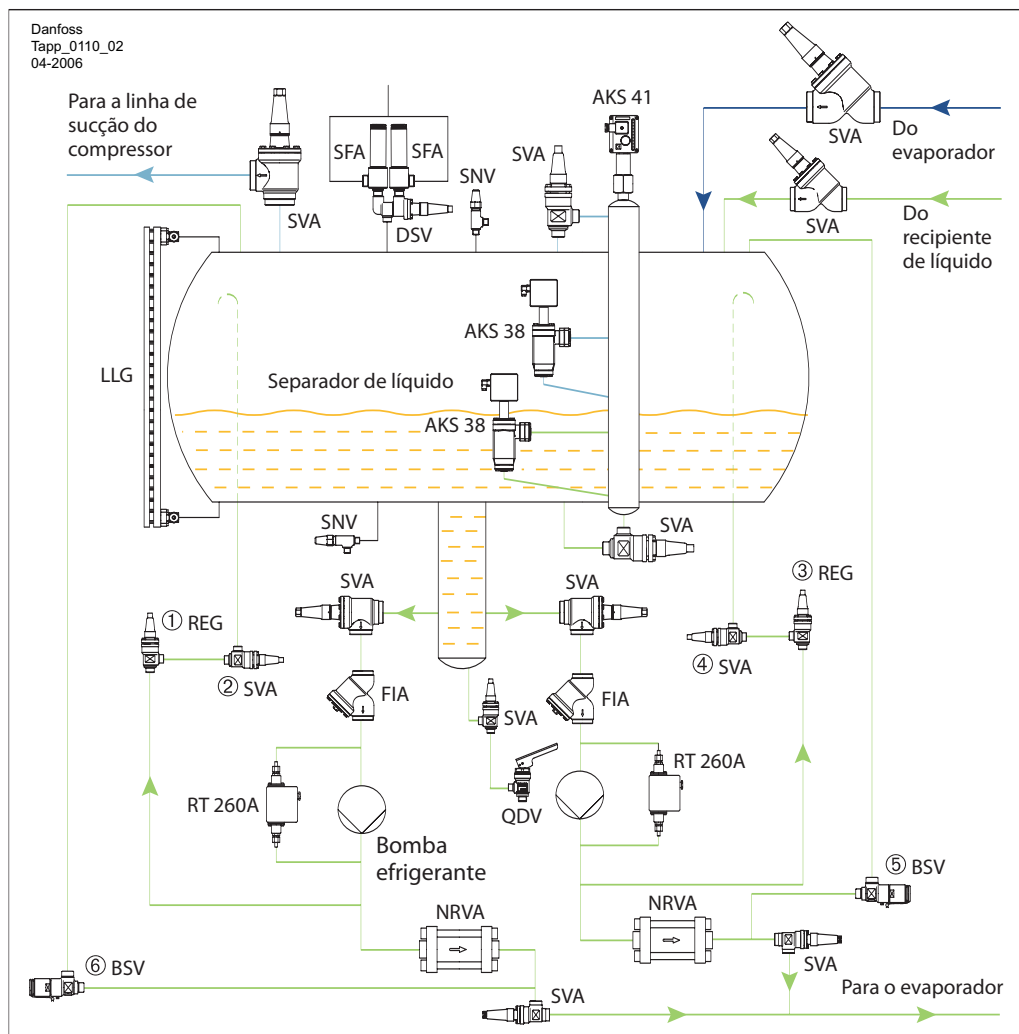 Danfoss
Tapp_0110_02
04-2006
Para a linha de
sucção do
compressor
SVA
SFA
SFA
DSV
SNV
SVA
AKS 41
SVA
Do
evaporador
SVA
Do
recipiente
de líquido
LLG
AKS 38
Separador de líquido
AKS 38
SNV
SVA
SVA
SVA
① REG
② SVA
③ REG
④ SVA
FIA
SVA
FIA
RT 260A
QDV
RT 260A
Bomba
efrigerante
NRVA
NRVA
⑤ BSV
SVA
⑥ BSV
SVA
Para o evaporador